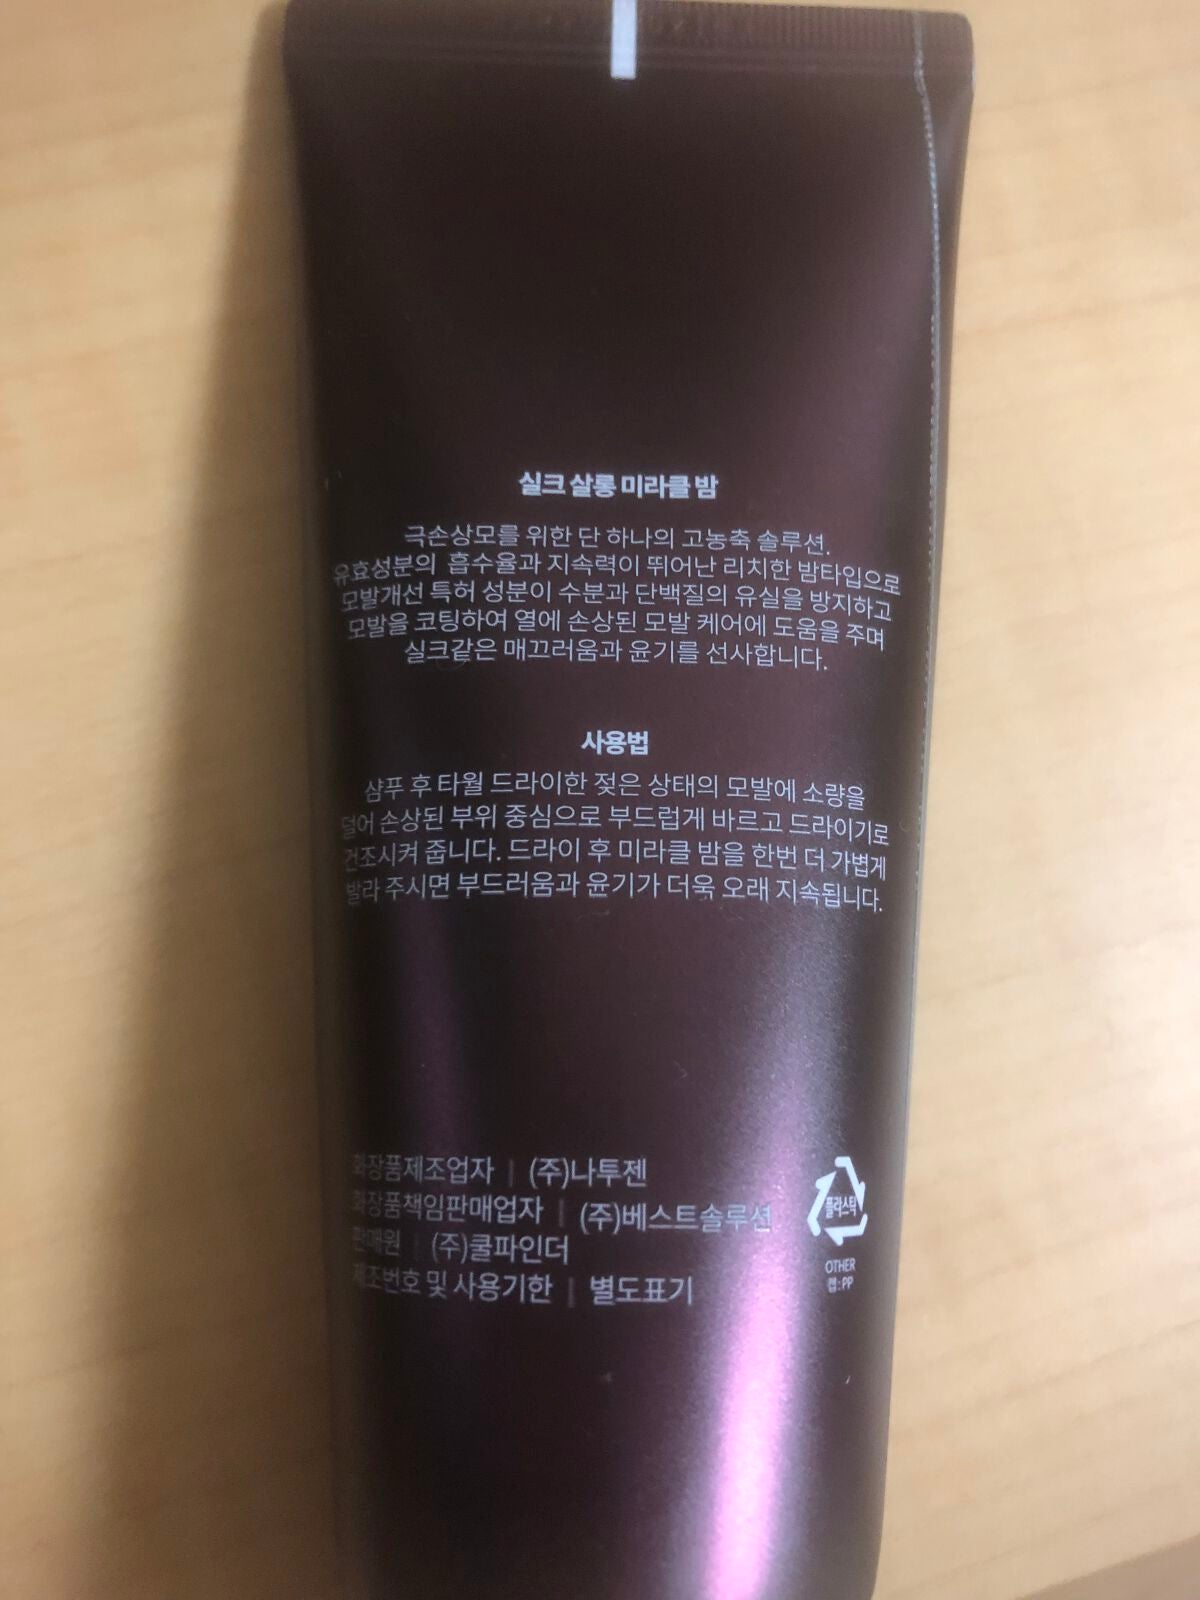 실크 살롱 미라클 밤
극손상모를 위한 단 하나의 고농축 솔루션.
유효성분의 흡수율과 지속력이 뛰어난 리치한 밤타입으로
모발개선 특허 성분이 수분과 단백질의 유실을 방지하고
모발을 코팅하여 열에 손상된 모발 케어에 도움을 주며
실크같은 매끄러움과 윤기를 선사합니다.
사용법
샴푸 후 타월 드라이한 젖은 상태의 모발에 소량을
덜어 손상된 부위 중심으로 부드럽게 바르고 드라이기로
건조시켜 줍니다. 드라이 후 미라클 밤을 한번 더 가볍게
발라 주시면 부드러움과 윤기가 더욱 오래 지속됩니다.
화장품제조업자 | (주)나투젠
화장품책임판매업자 | (주)베스트솔루션
판매원 | (주)쿨파인더
제조번호 및 사용기한 | 별도표기
플라스틱
OTHER
캡:PP